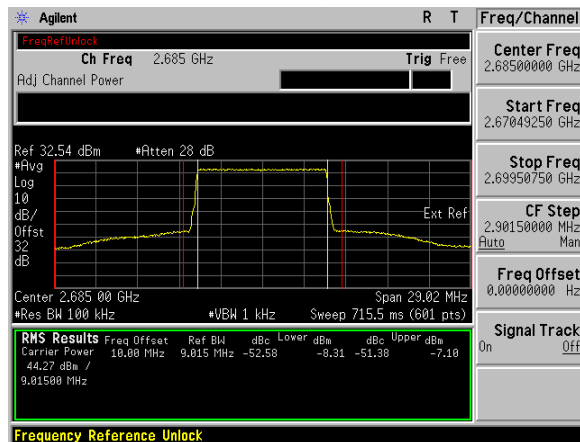 Agilent R T Freq/Channel
FreqRefUnlock
Ch Freq 2.685 GHz Trig Free
Adj Channel Power
Center Freq
2.68500000 GHz
Start Freq
2.67049250 GHz
Stop Freq
2.69950750 GHz
CF Step
2.90150000 MHz
Auto Man
Freq Offset
0.00000000 Hz
Signal Track
On Off
Ref 32.54 dBm #Atten 28 dB
#Avg
Log
10
dB/
Offst
32
dB
Ext Ref
Center 2.685 00 GHz Span 29.02 MHz
#Res BW 100 kHz #VBW 1 kHz Sweep 715.5 ms (601 pts)
RMS Results Freq Offset Ref BW dBc Lower dBm dBc Upper dBm
Carrier Power 10.00 MHz 9.015 MHz -52.58 -8.31 -51.38 -7.10
44.27 dBm /
9.01500 MHz
Frequency Reference Unlock